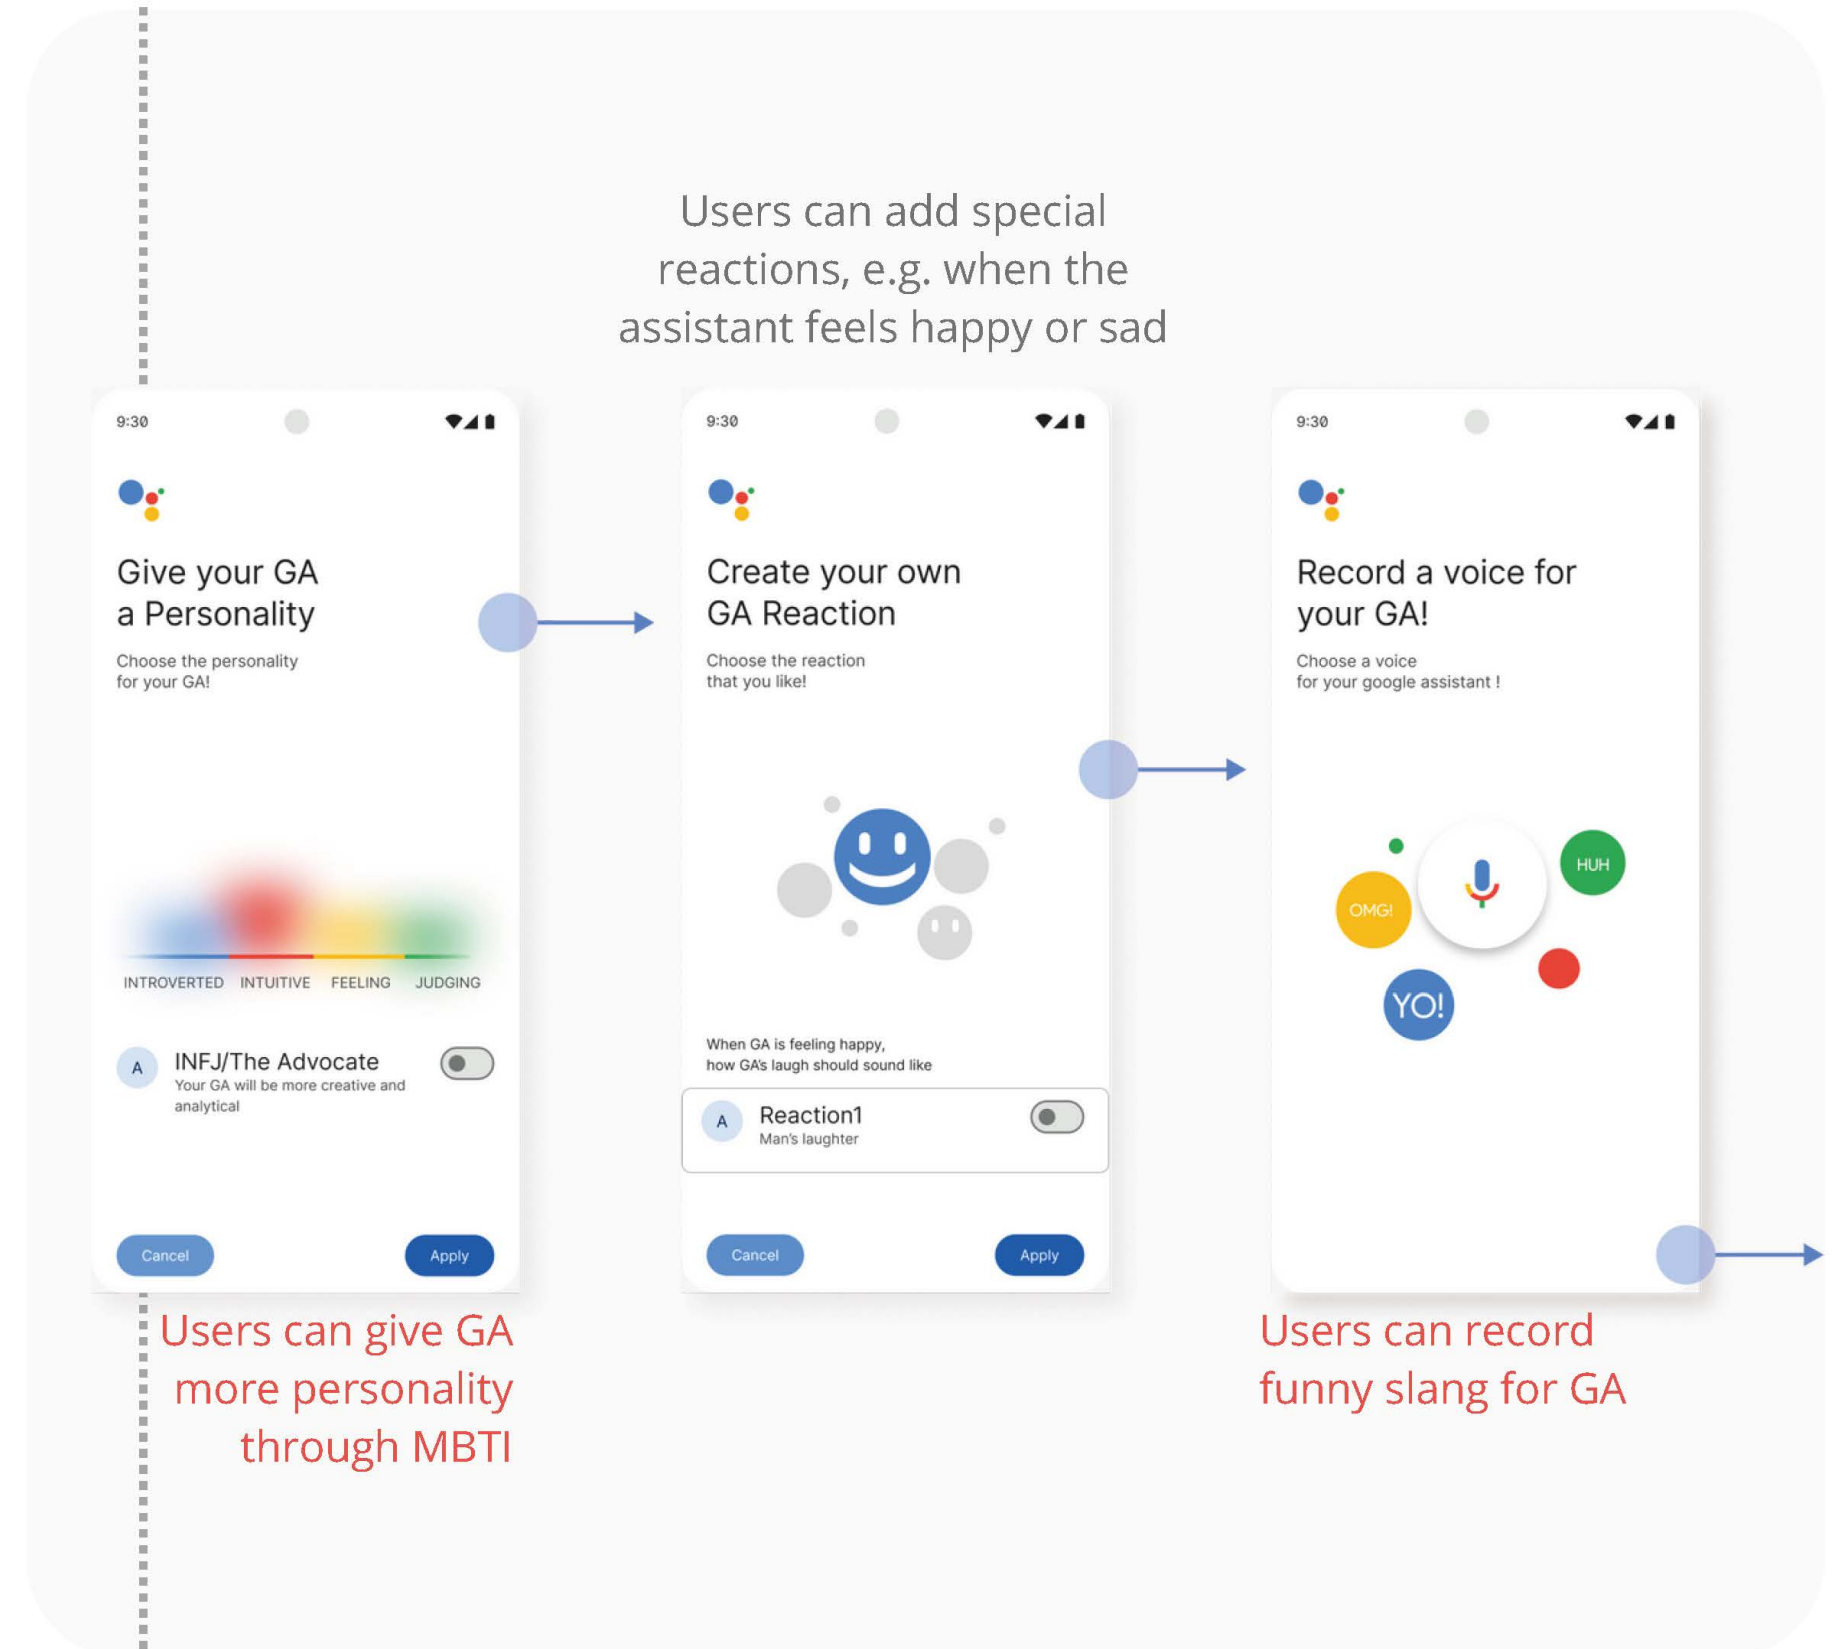 Users can add special
reactions, e.g. when the
assistant feels happy or sad
9:30
Give your GA
a Personality
Choose the personality
for your GA!
INTROVERTED INTUITIVE FEELING JUDGING
A
INFJ/The Advocate
Your GA will be more creative and
analytical
Cancel
Apply
Users can give GA
more personality
through MBTI
9:30
Create your own
GA Reaction
Choose the reaction
that you like!
When GA is feeling happy,
how GA's laugh should sound like
A
Reaction1
Man's laughter
Cancel
Apply
9:30
Record a voice for
your GA!
Choose a voice
for your google assistant !
HUH
OMG!
YO!
Users can record
funny slang for GA